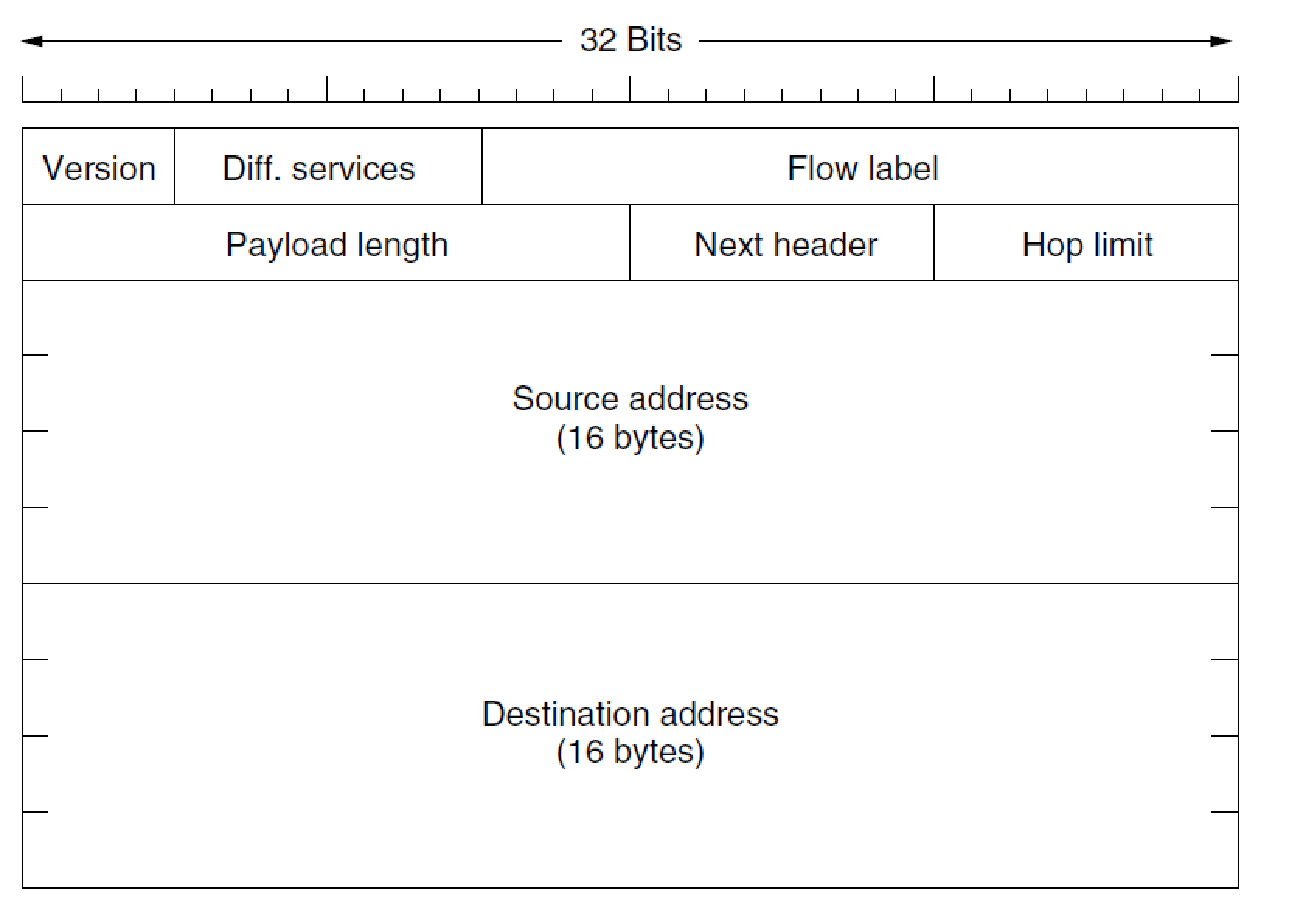 32 Bits
Version Diff. services Flow label
Payload length Next header Hop limit
Source address
(16 bytes)
Destination address
(16 bytes)